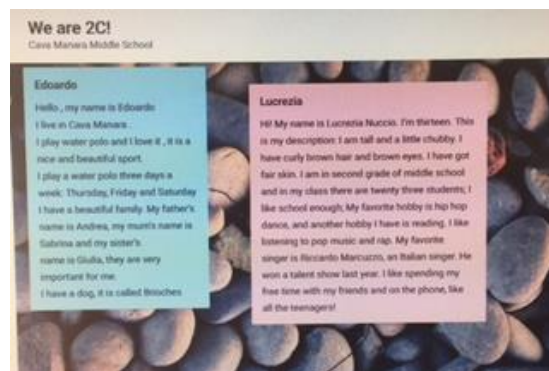 We are 2C!
Cava Manara Middle School
Edoardo
Hello , my name is Edoardo
I live in Cava Manara .
I play water polo and I love it , it is a
nice and beautiful sport.
I play a water polo three days a
week: Thursday, Friday and Saturday
I have a beautiful family. My father's
name is Andrea, my mum's name is
Sabrina and my sister's
name is Giulia, they are very
important for me.
I have a dog, it is called Brioches
Lucrezia
Hi! My name is Lucrezia Nuccio. I'm thirteen. This
is my description: I am tall and a little chubby. I
have curly brown hair and brown eyes. I have got
fair skin. I am in second grade of middle school
and in my class there are twenty three students; I
like school enough; My favorite hobby is hip hop
dance, and another hobby I have is reading. I like
listening to pop music and rap. My favorite
singer is Riccardo Marcuzzo, an Italian singer. He
won a talent show last year. I like spending my
free time with my friends and on the phone, like
all the teenagers!